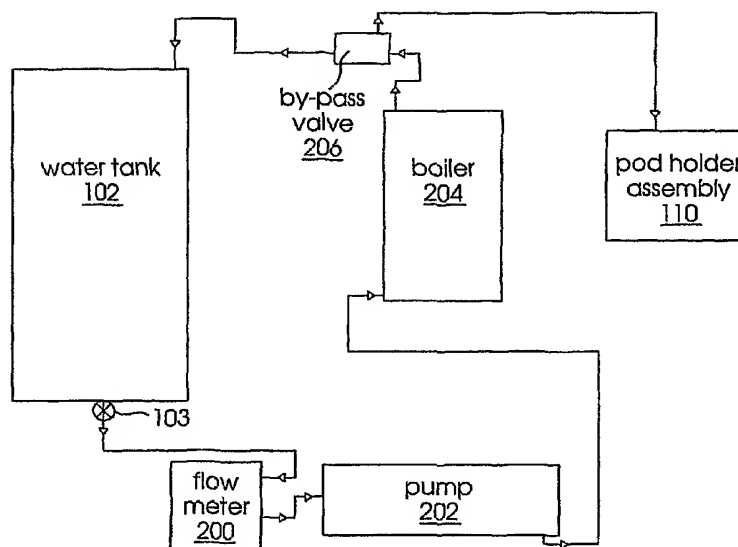 by-pass
valve
206
water tank
102
boiler
204
pod holder
assembly
110
103
flow
meter
200
pump
202